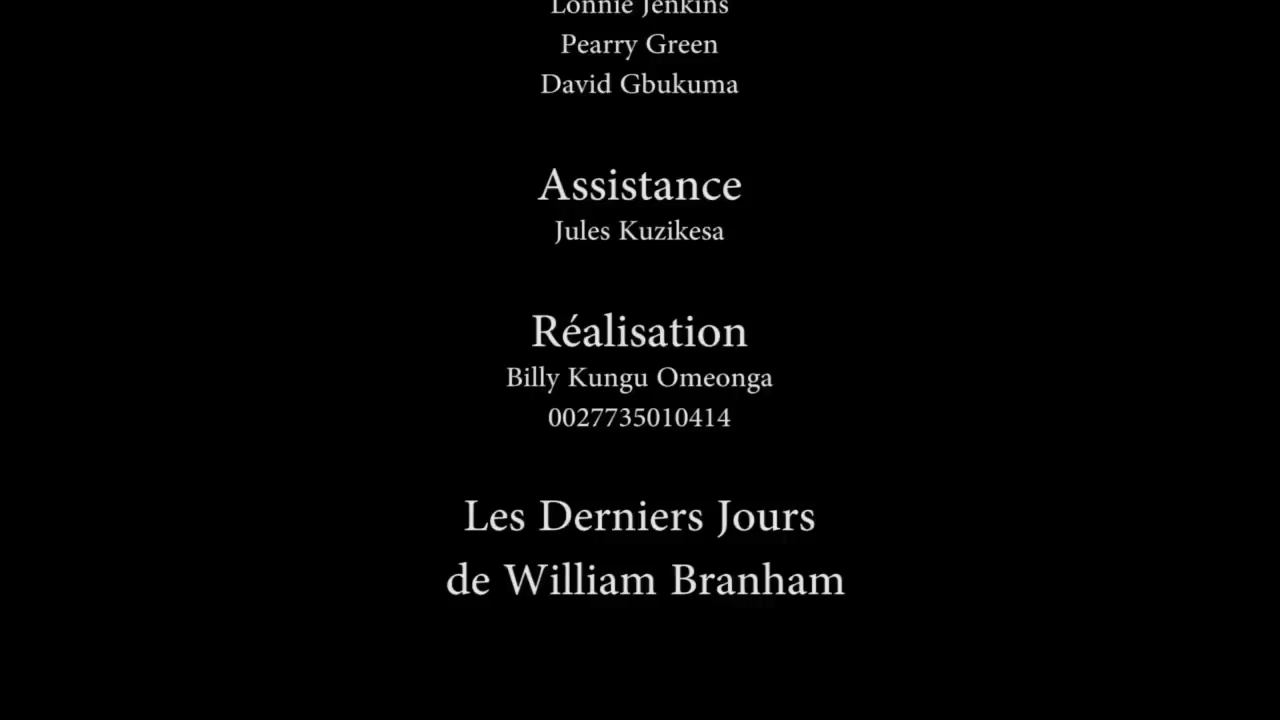 Lonnie Jenkins
Pearry Green
David Gbukuma
Assistance
Jules Kuzikesa
Réalisation
Billy Kungu Omeonga
0027735010414
Les Derniers Jours
de William Branham